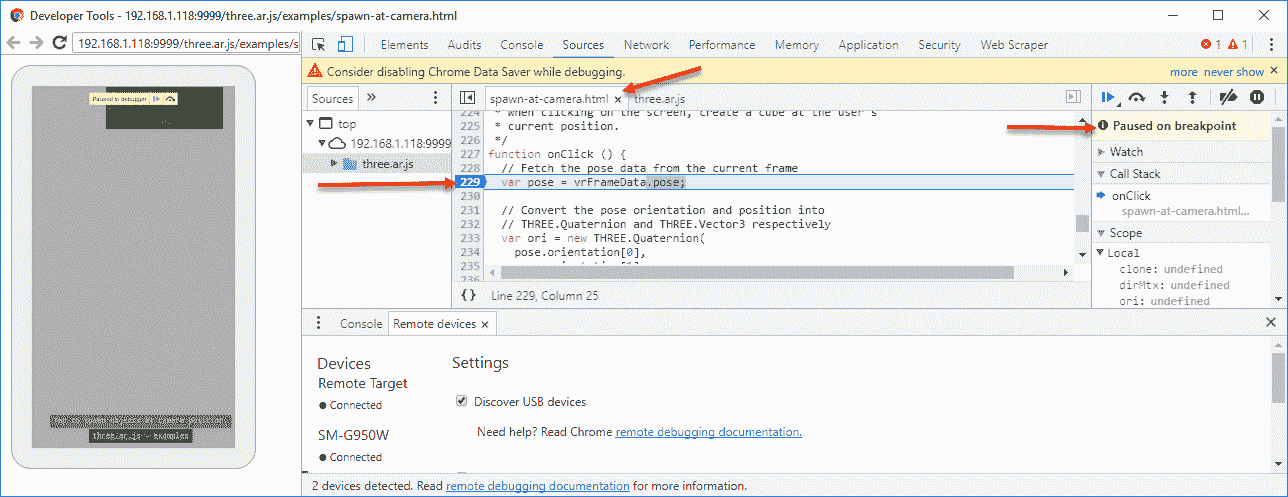 Developer Tools - 192.168.1.118:9999/three.ar.js/examples/spawn-at-camera.html
192.168.1.118:9999/three.ar.js/examples/s
Elements Audits Console Sources Network Performance Memory Application Security Web Scraper 1 1
Consider disabling Chrome Data Saver while debugging. more never show ×
Paused in debugger
three.ar.js - Examples
Sources »
top
192.168.1.118:9999
three.ar.js
spawn-at-camera.html × three.ar.js
224 * when clicking on the screen, create a cube at the user's
225 * current position.
226 */
227 function onClick () {
228 // Fetch the pose data from the current frame
229 var pose = vrFrameData.pose;
230
231 // Convert the pose orientation and position into
232 // THREE.Quaternion and THREE.Vector3 respectively
233 var ori = new THREE.Quaternion(
234 pose.orientation[0],
235
236
{} Line 229, Column 25
Paused on breakpoint
Watch
Call Stack
onClick
spawn-at-camera.html...
Scope
Local
clone: undefined
dirMtx: undefined
ori: undefined
Console Remote devices ×
Devices
Remote Target
Connected
SM-G950W
Connected
Settings
Discover USB devices
Need help? Read Chrome remote debugging documentation.
2 devices detected. Read remote debugging documentation for more information.